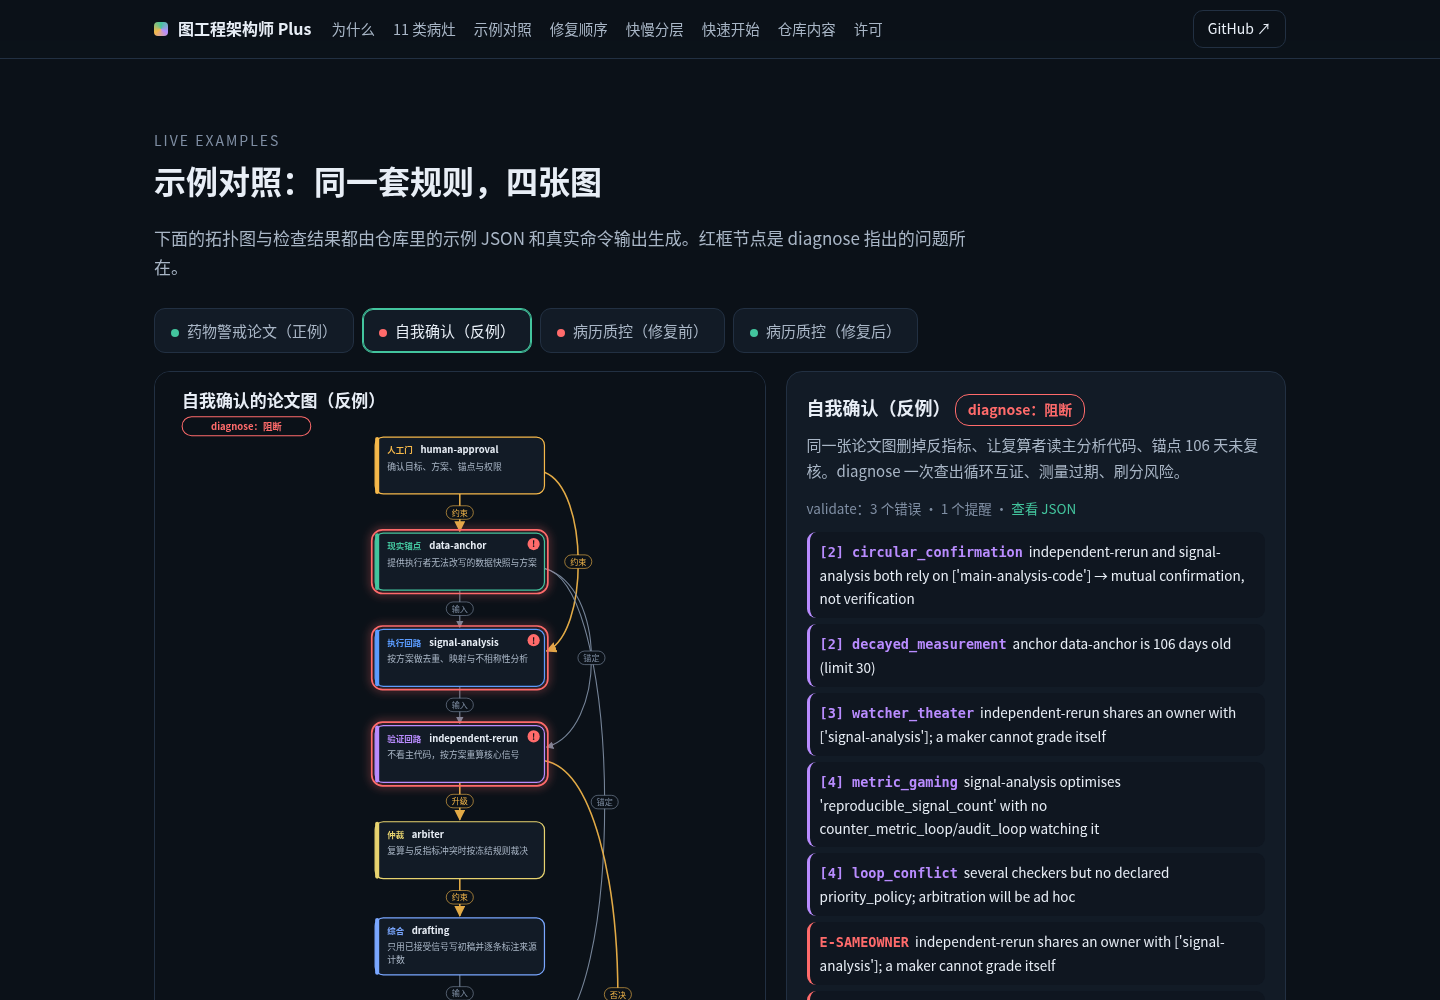 图工程架构师 Plus
为什么
11 类病灶
示例对照
修复顺序
快慢分层
快速开始
仓库内容
许可
GitHub ↗
LIVE EXAMPLES
示例对照：同一套规则，四张图
下面的拓扑图与检查结果都由仓库里的示例 JSON 和真实命令输出生成。红框节点是 diagnose 指出的问题所
在。
药物警戒论文（正例）
自我确认（反例）
病历质控（修复前）
病历质控（修复后）
自我确认的论文图（反例）
diagnose：阻断
人工门 human-approval
确认目标、方案、锚点与权限
约束
现实锚点 data-anchor !
提供执行者无法改写的数据快照与方案
约束
输入
执行回路 signal-analysis !
按方案做去重、映射与不相称性分析
锚定
输入
验证回路 independent-rerun !
不看主代码，按方案重算核心信号
升级
锚定
仲裁 arbiter
复算与反指标冲突时按冻结规则裁决
约束
综合 drafting
只用已接受信号写初稿并逐条标注来源
计数
输入
否决
自我确认（反例） diagnose：阻断
同一张论文图删掉反指标、让复算者读主分析代码、锚点 106 天未复
核。diagnose 一次查出循环互证、测量过期、刷分风险。
validate：3 个错误 · 1 个提醒 · 查看 JSON
[2] circular_confirmation independent-rerun and signal-
analysis both rely on ['main-analysis-code'] → mutual confirmation,
not verification
[2] decayed_measurement anchor data-anchor is 106 days old
(limit 30)
[3] watcher_theater independent-rerun shares an owner with
['signal-analysis']; a maker cannot grade itself
[4] metric_gaming signal-analysis optimises
'reproducible_signal_count' with no
counter_metric_loop/audit_loop watching it
[4] loop_conflict several checkers but no declared
priority_policy; arbitration will be ad hoc
E-SAMEOWNER independent-rerun shares an owner with ['signal-
analysis']; a maker cannot grade itself